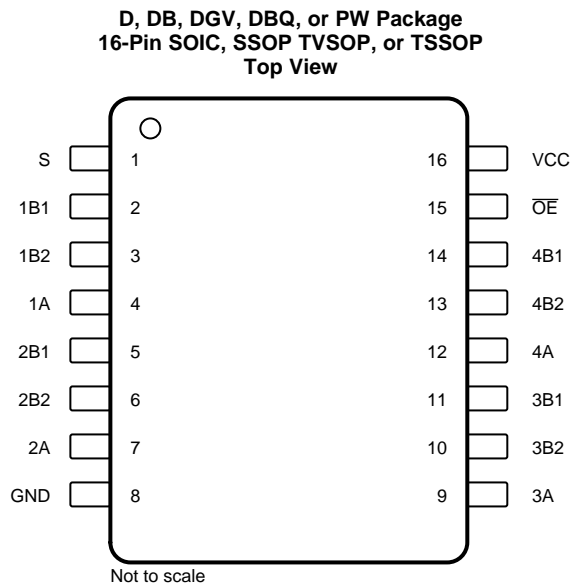 D, DB, DGV, DBQ, or PW Package
16-Pin SOIC, SSOP TVSOP, or TSSOP
Top View
S 1 16 VCC
1B1 2 15 O̅E̅
1B2 3 14 4B1
1A 4 13 4B2
2B1 5 12 4A
2B2 6 11 3B1
2A 7 10 3B2
GND 8 9 3A
Not to scale